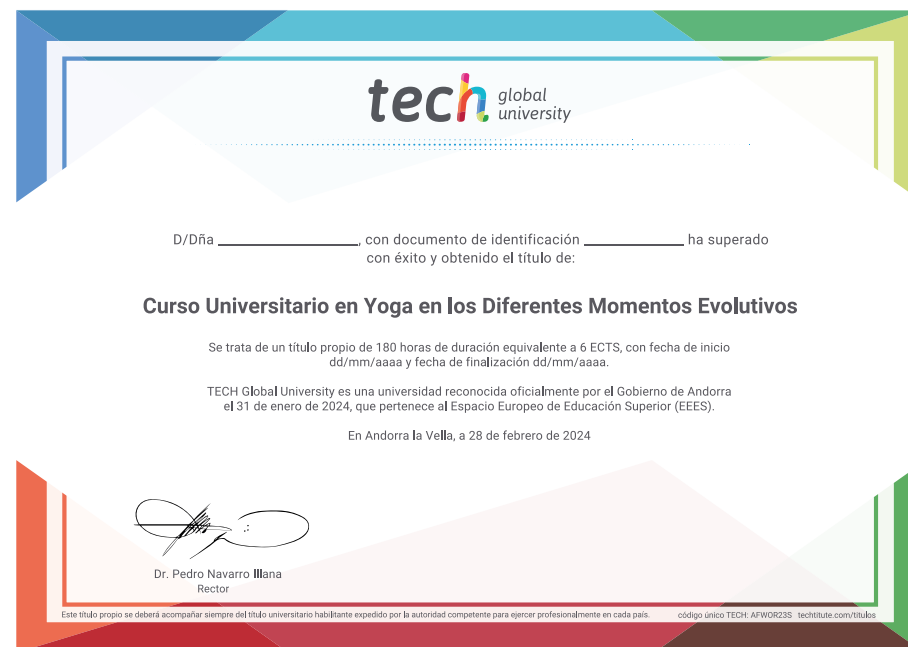 tech global university
D/Dña ____________________, con documento de identificación ______________ ha superado
con éxito y obtenido el título de:
Curso Universitario en Yoga en los Diferentes Momentos Evolutivos
Se trata de un título propio de 180 horas de duración equivalente a 6 ECTS, con fecha de inicio
dd/mm/aaaa y fecha de finalización dd/mm/aaaa.
TECH Global University es una universidad reconocida oficialmente por el Gobierno de Andorra
el 31 de enero de 2024, que pertenece al Espacio Europeo de Educación Superior (EEES).
En Andorra la Vella, a 28 de febrero de 2024
Dr. Pedro Navarro Illana
Rector
Este título propio se deberá acompañar siempre del título universitario habilitante expedido por la autoridad competente para ejercer profesionalmente en cada país.
código único TECH: AFWOR23S techtitute.com/titulos